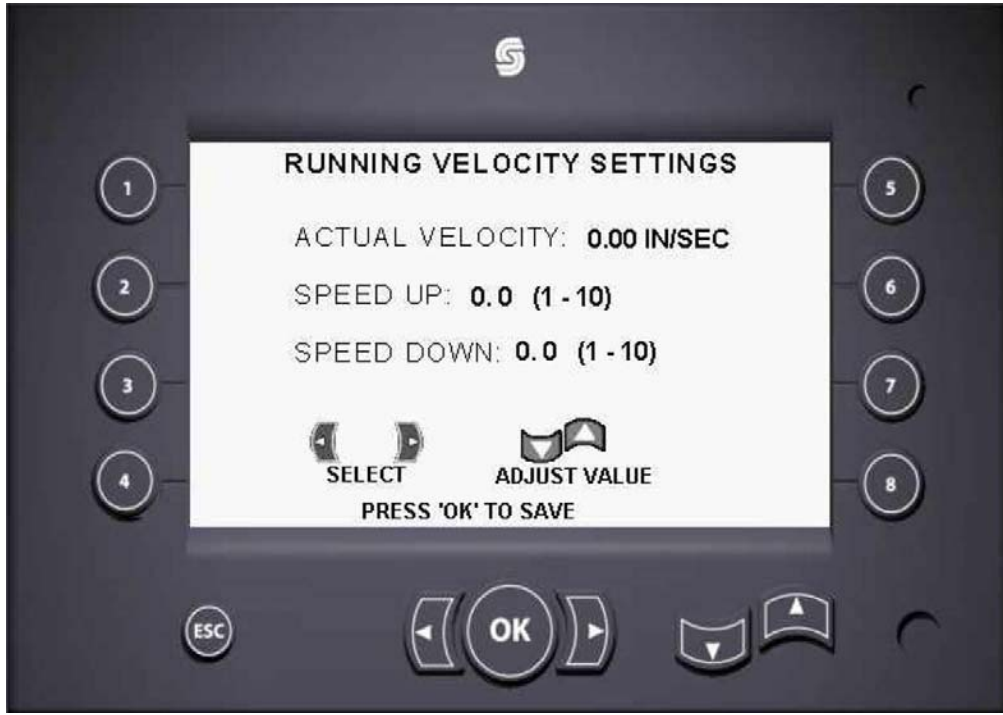 RUNNING VELOCITY SETTINGS
ACTUAL VELOCITY: 0.00 IN/SEC
SPEED UP: 0.0 (1 - 10)
SPEED DOWN: 0.0 (1 - 10)
SELECT ADJUST VALUE
PRESS 'OK' TO SAVE
1
2
3
4
5
6
7
8
ESC
OK